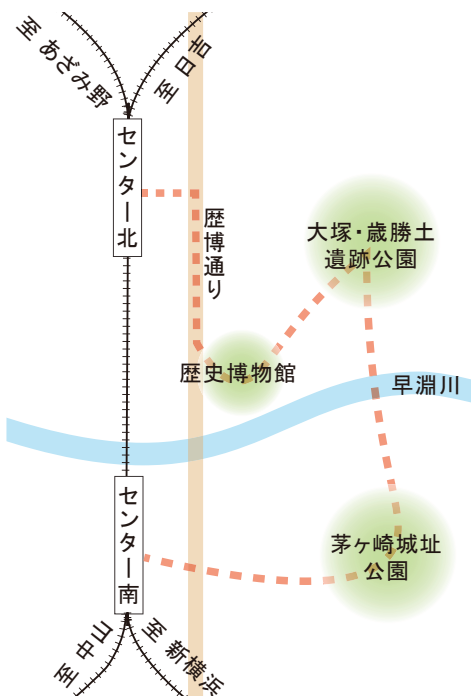 至 あざみ野
至 日吉
センター北
歴博通り
大塚・歳勝土
遺跡公園
歴史博物館
早淵川
センター南
茅ヶ崎城址
公園
至 中山
至 新横浜